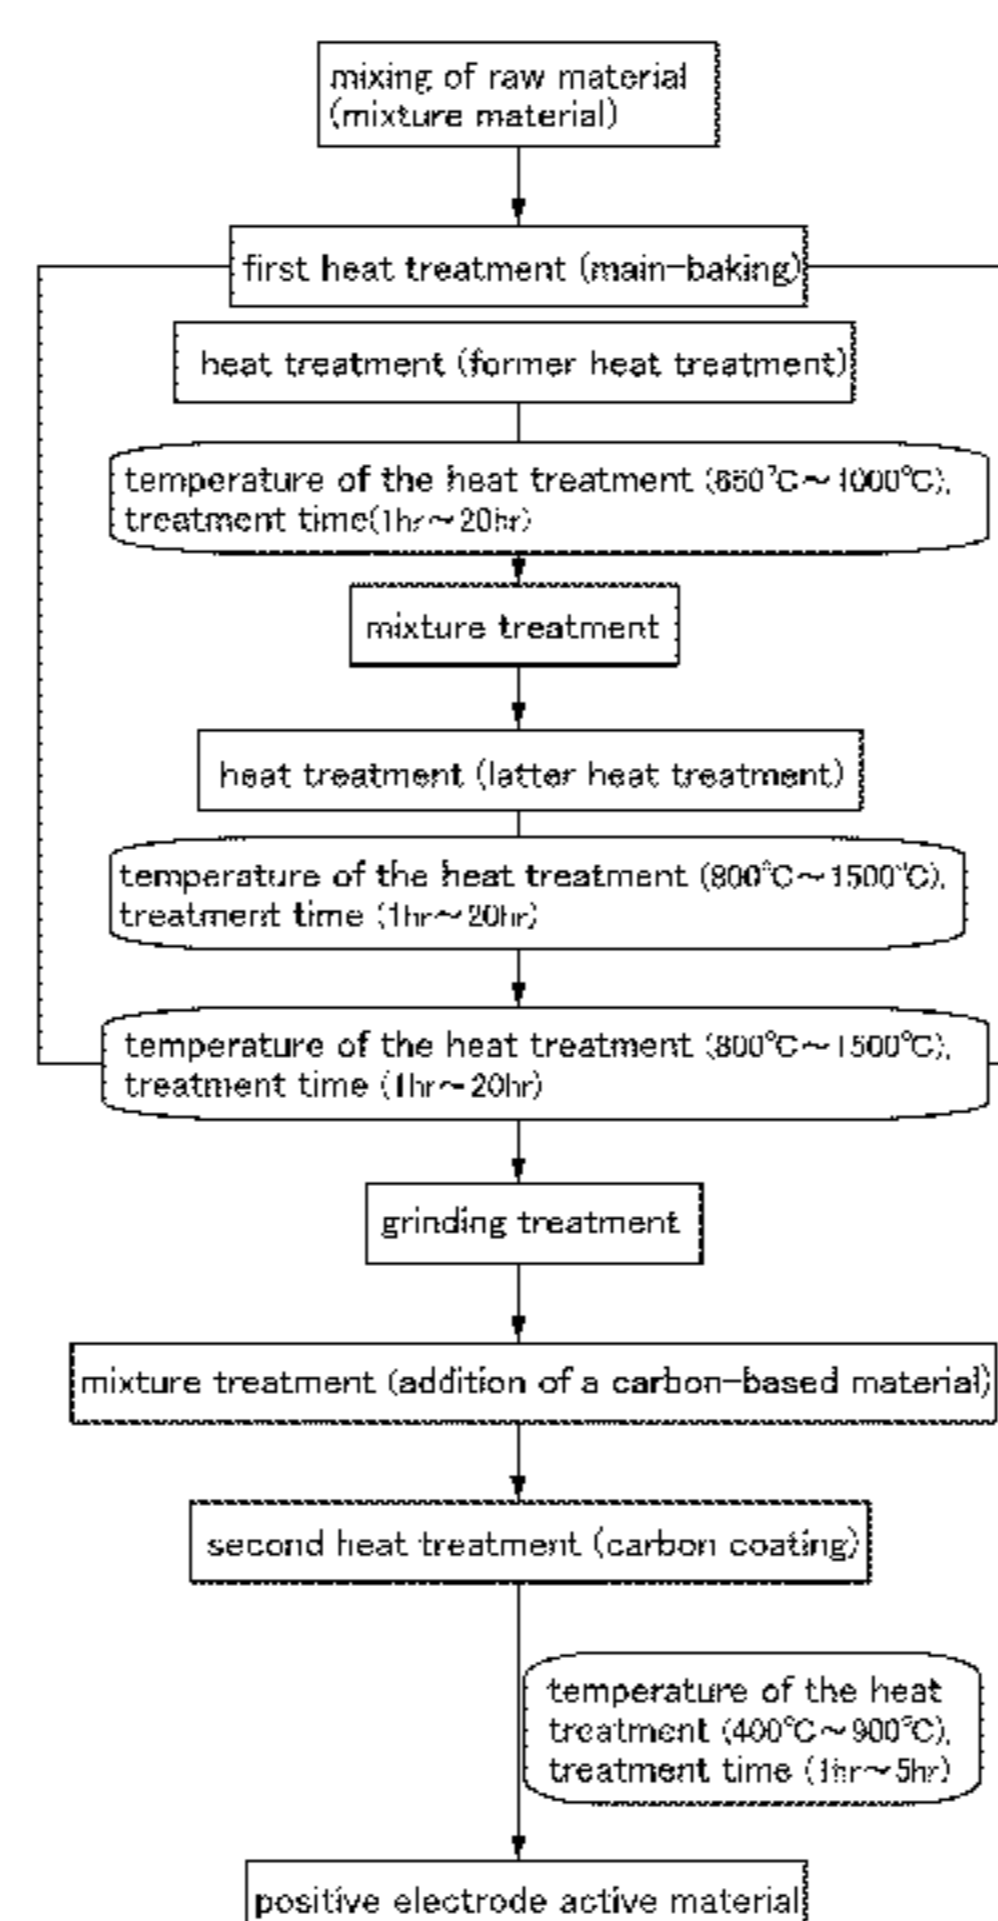 mixing of raw material
(mixture material)
first heat treatment (main-baking)
heat treatment (former heat treatment)
temperature of the heat treatment (650℃~1000℃),
treatment time(1hr~20hr)
mixture treatment
heat treatment (latter heat treatment)
temperature of the heat treatment (800℃~1500℃),
treatment time (1hr~20hr)
temperature of the heat treatment (800℃~1500℃),
treatment time (1hr~20hr)
grinding treatment
mixture treatment (addition of a carbon-based material)
second heat treatment (carbon coating)
temperature of the heat
treatment (400℃~900℃),
treatment time (1hr~5hr)
positive electrode active material